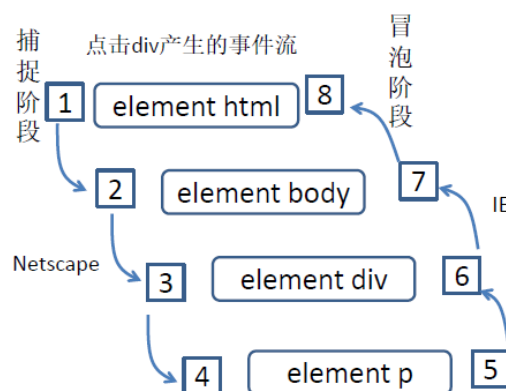 点击div产生的事件流
捕捉阶段
冒泡阶段
1 element html 8
2 element body 7
IE
Netscape
3 element div 6
4 element p 5